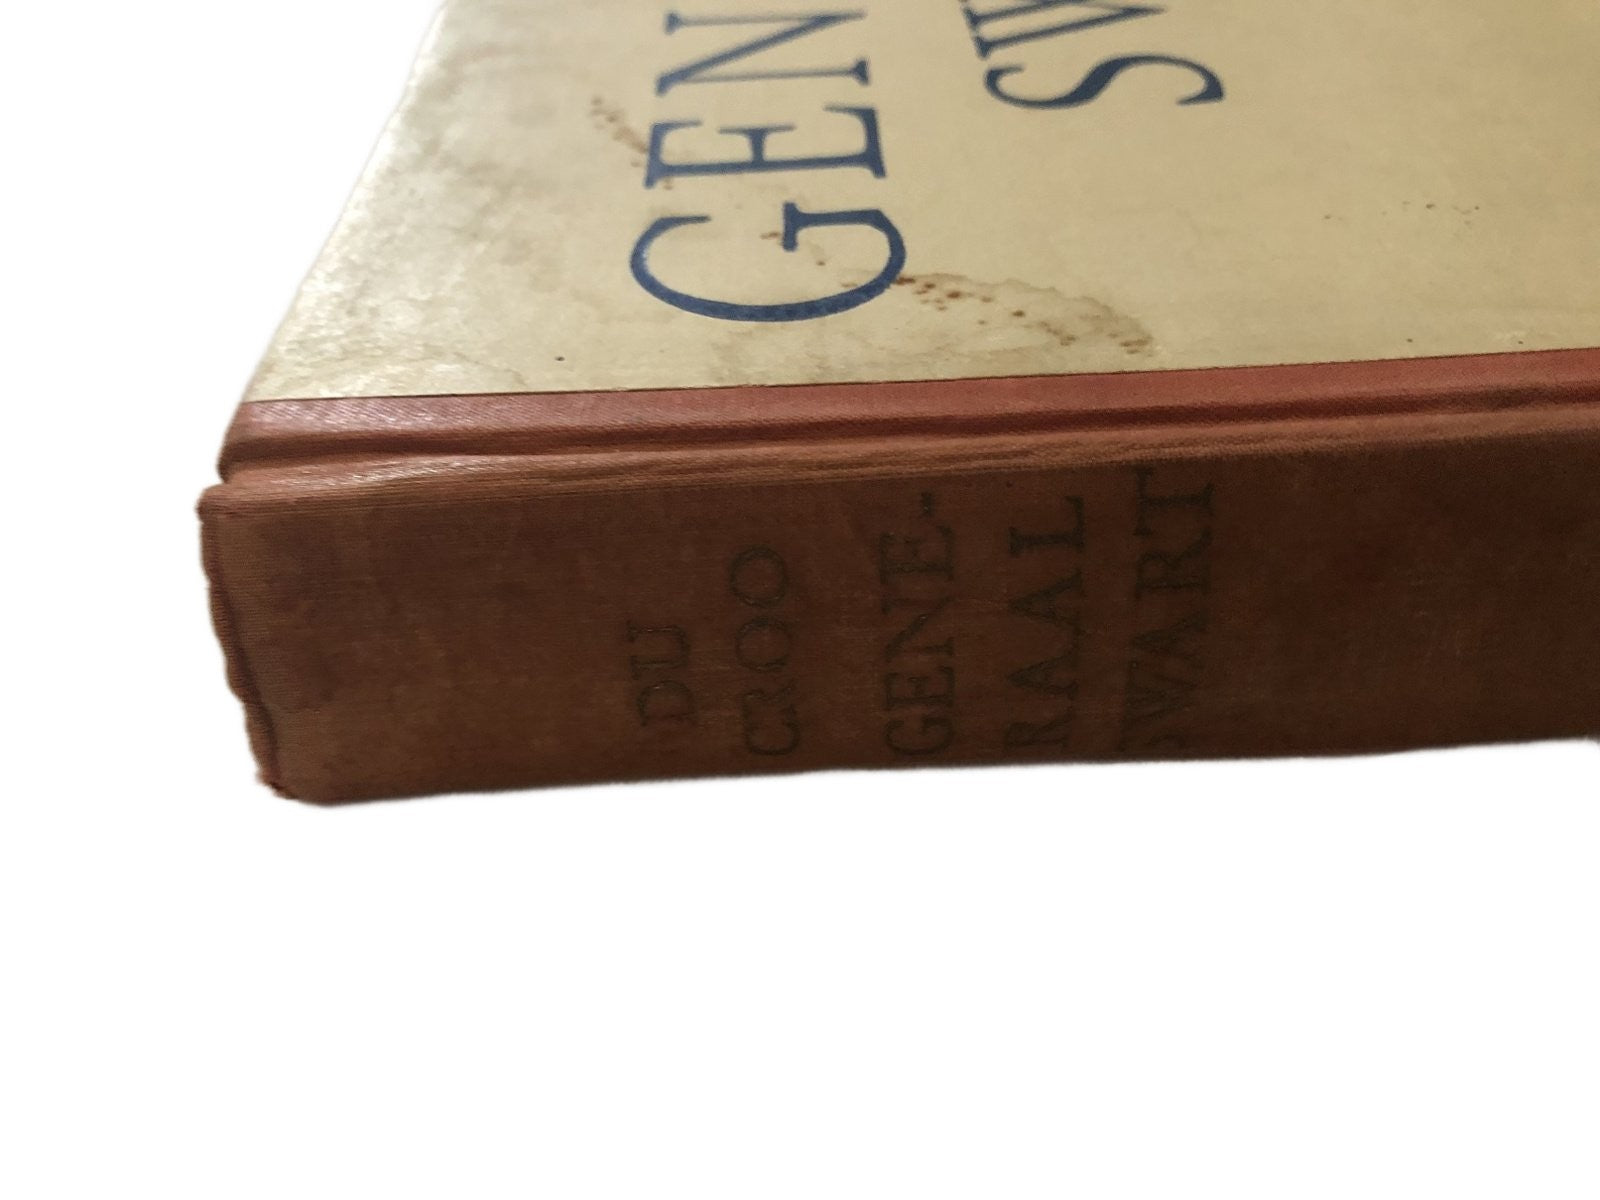 GEN
SW
DU
CROO
GENE-
RAAL
SWART